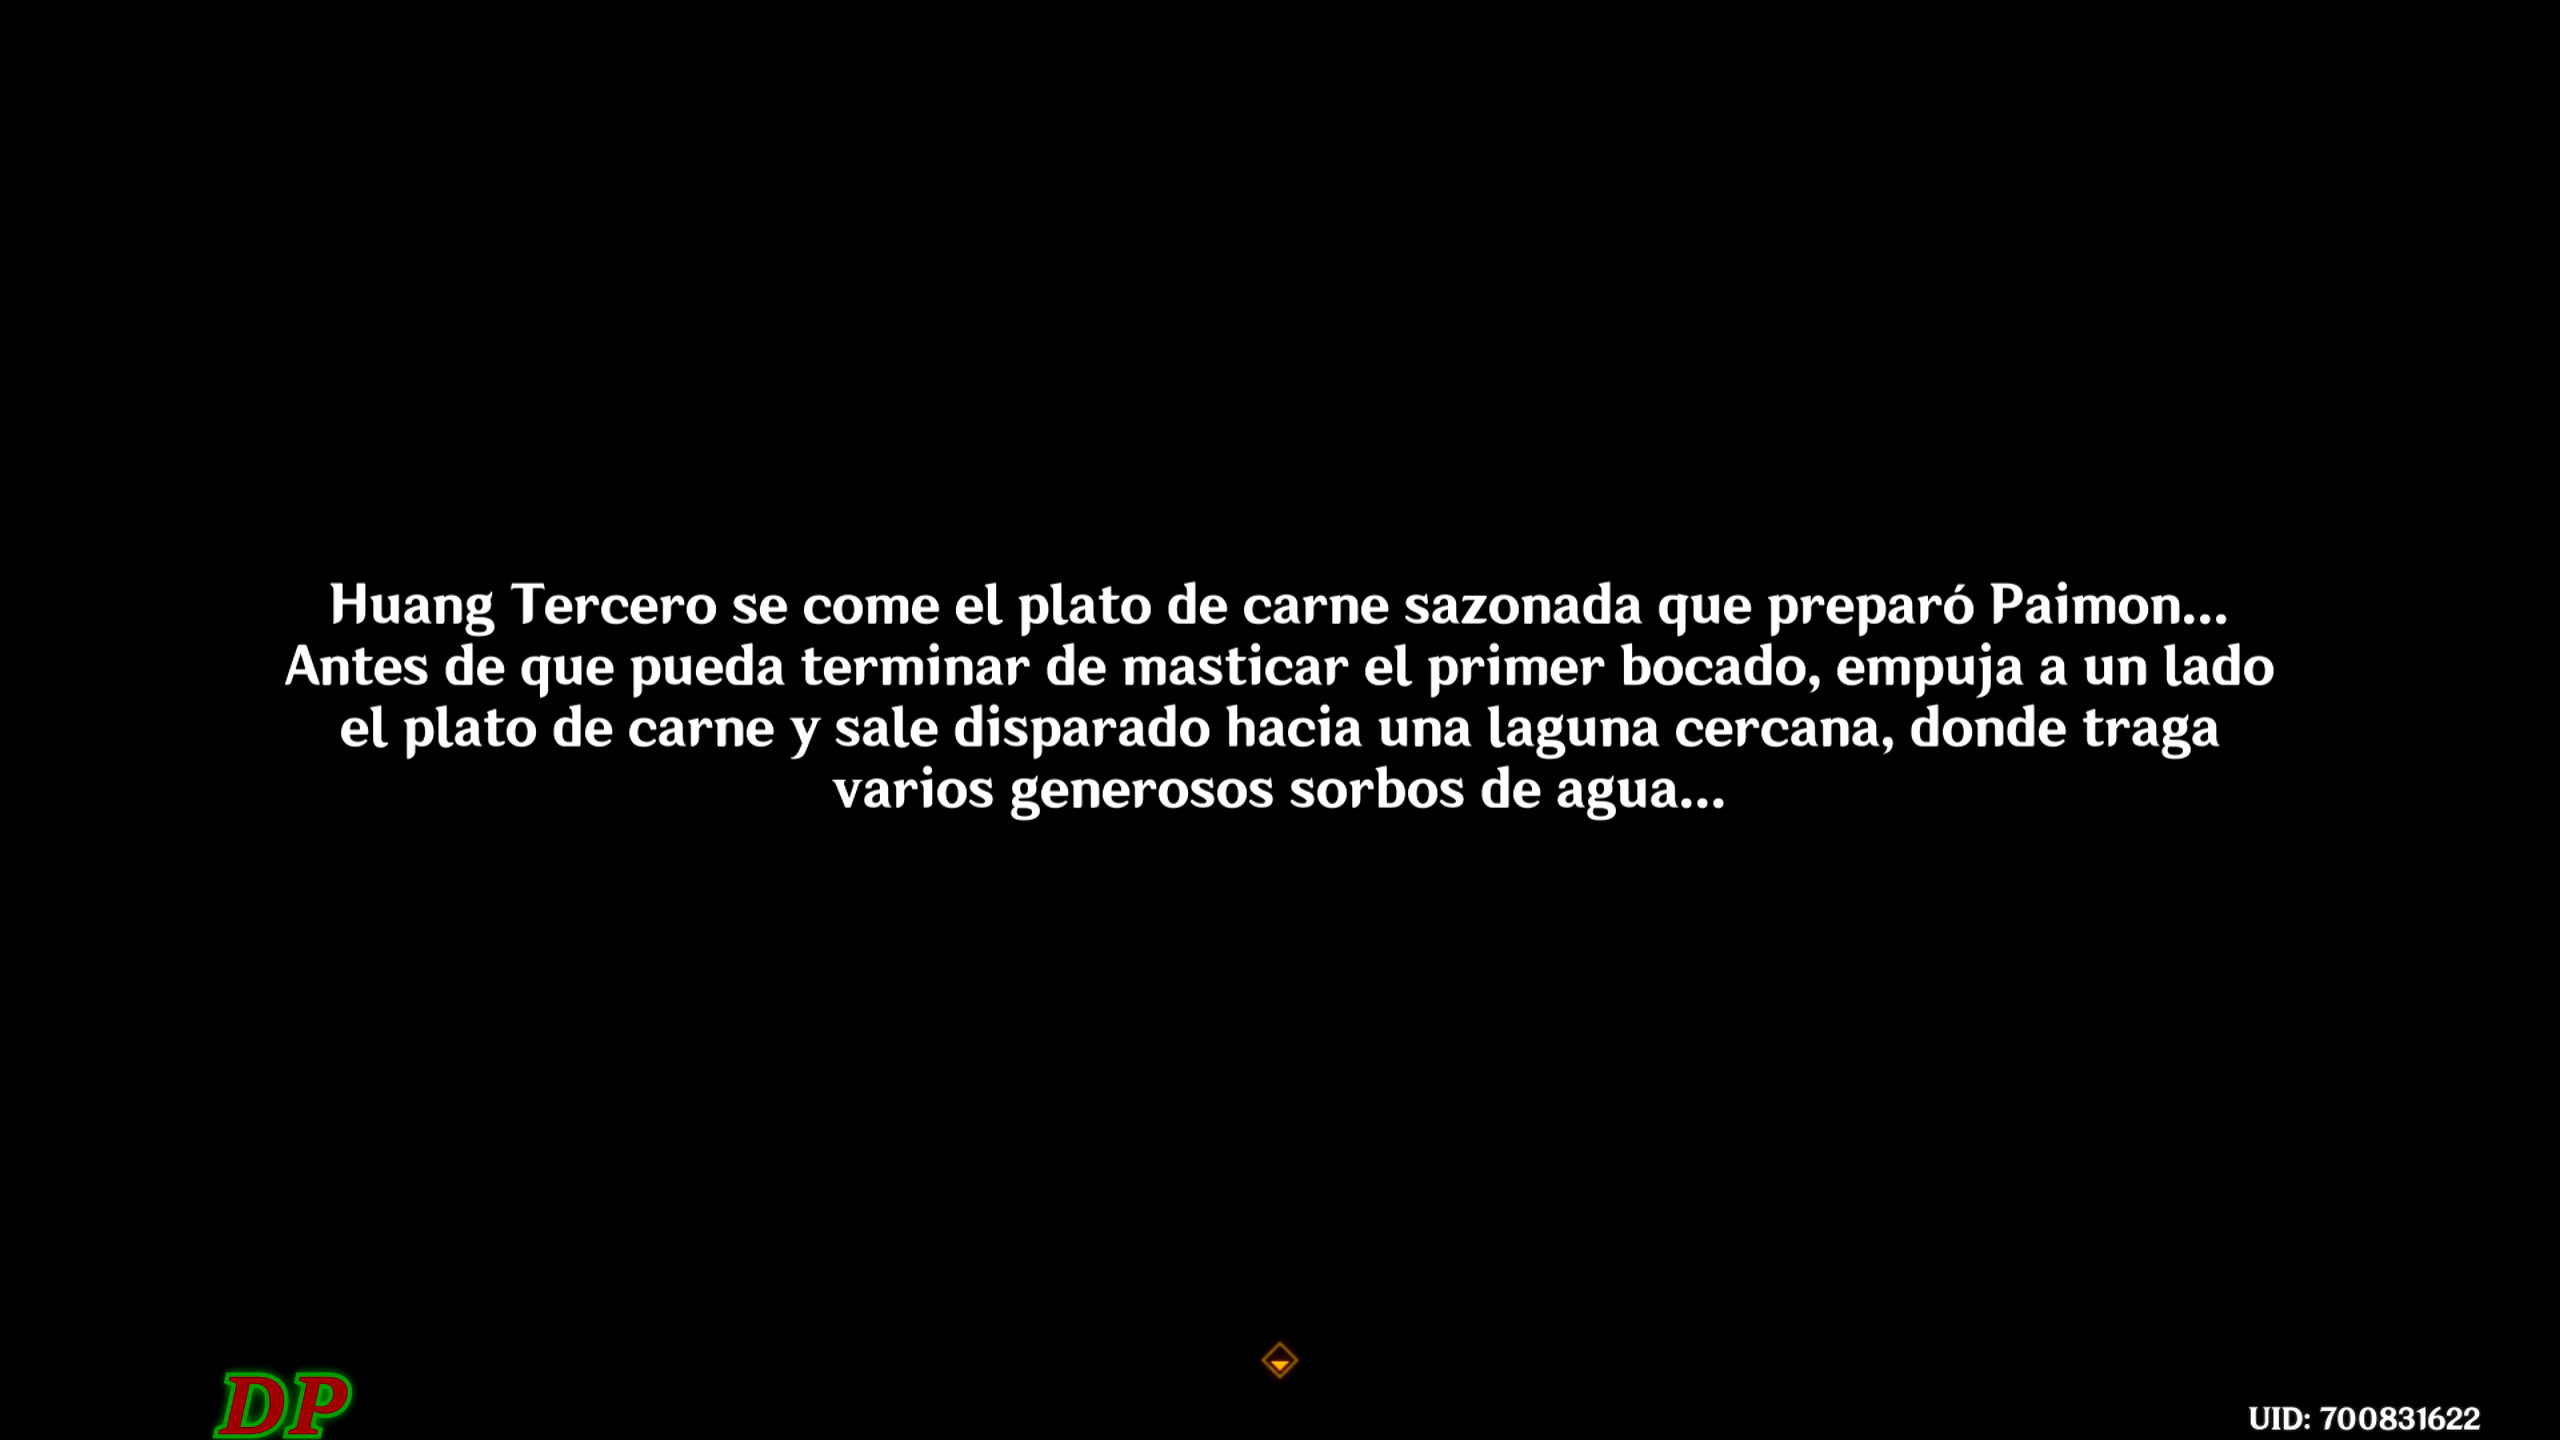 Huang Tercero se come el plato de carne sazonada que preparó Paimon...
Antes de que pueda terminar de masticar el primer bocado, empuja a un lado
el plato de carne y sale disparado hacia una laguna cercana, donde traga
varios generosos sorbos de agua...
DP
UID: 700831622